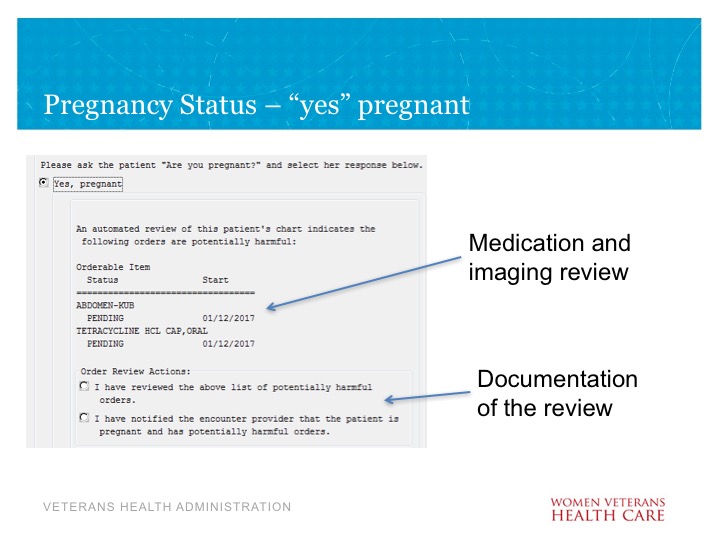 Pregnancy Status – “yes” pregnant
Please ask the patient "Are you pregnant?" and select her response below.
Yes, pregnant
An automated review of this patient's chart indicates the
following orders are potentially harmful:
Orderable Item
Status Start
==================================
ABDOMEN-KUB
PENDING 01/12/2017
TETRACYCLINE HCL CAP,ORAL
PENDING 01/12/2017
Order Review Actions:
I have reviewed the above list of potentially harmful
orders.
I have notified the encounter provider that the patient is
pregnant and has potentially harmful orders.
Medication and
imaging review
Documentation
of the review
VETERANS HEALTH ADMINISTRATION
WOMEN VETERANS
HEALTH CARE